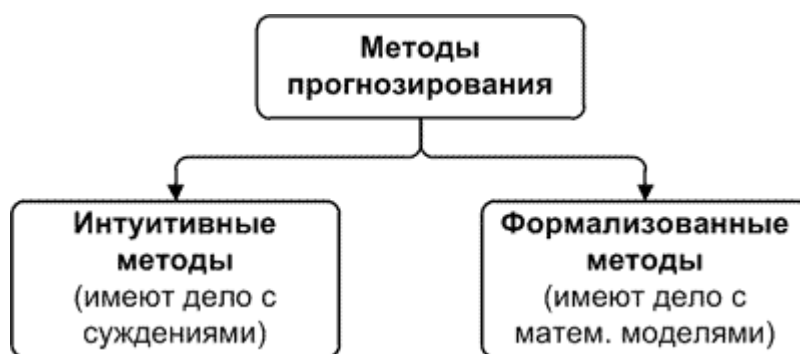 Методы
прогнозирования
Интуитивные
методы
(имеют дело с
суждениями)
Формализованные
методы
(имеют дело с
матем. моделями)